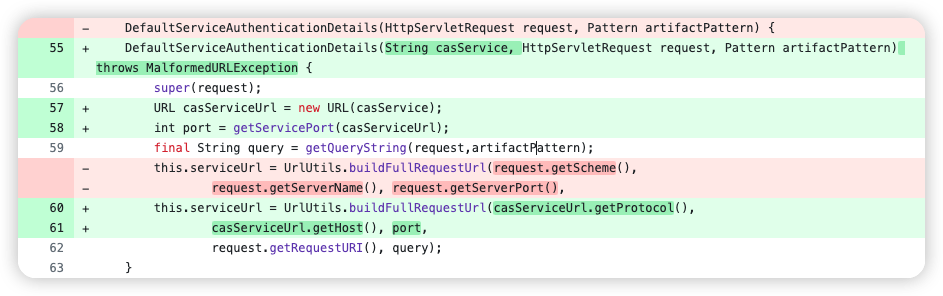 -     DefaultServiceAuthenticationDetails(HttpServletRequest request, Pattern artifactPattern) {
55 +     DefaultServiceAuthenticationDetails(String casService, HttpServletRequest request, Pattern artifactPattern)
throws MalformedURLException {
56         super(request);
57 +         URL casServiceUrl = new URL(casService);
58 +         int port = getServicePort(casServiceUrl);
59         final String query = getQueryString(request,artifactPattern);
-         this.serviceUrl = UrlUtils.buildFullRequestUrl(request.getScheme(),
-                 request.getServerName(), request.getServerPort(),
60 +         this.serviceUrl = UrlUtils.buildFullRequestUrl(casServiceUrl.getProtocol(),
61 +                 casServiceUrl.getHost(), port,
62                 request.getRequestURI(), query);
63     }